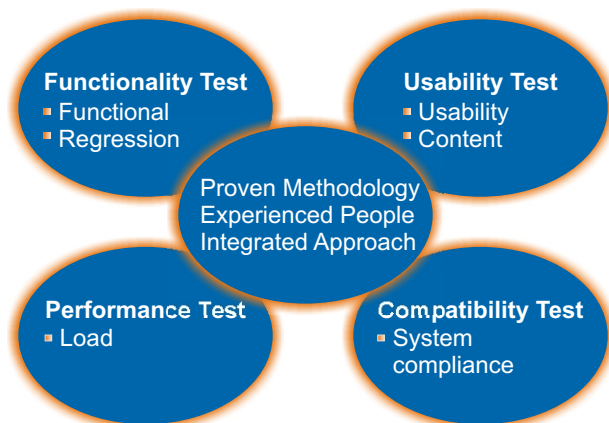 Functionality Test
Functional
Regression
Usability Test
Usability
Content
Proven Methodology
Experienced People
Integrated Approach
Performance Test
Load
Compatibility Test
System
compliance